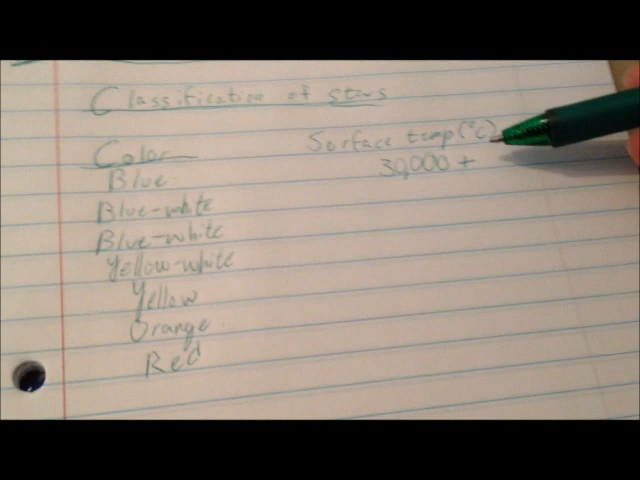 Classification of stars
Color Surface temp (°C)
Blue 30,000 +
Blue-white
Blue-white
Yellow-white
Yellow
Orange
Red